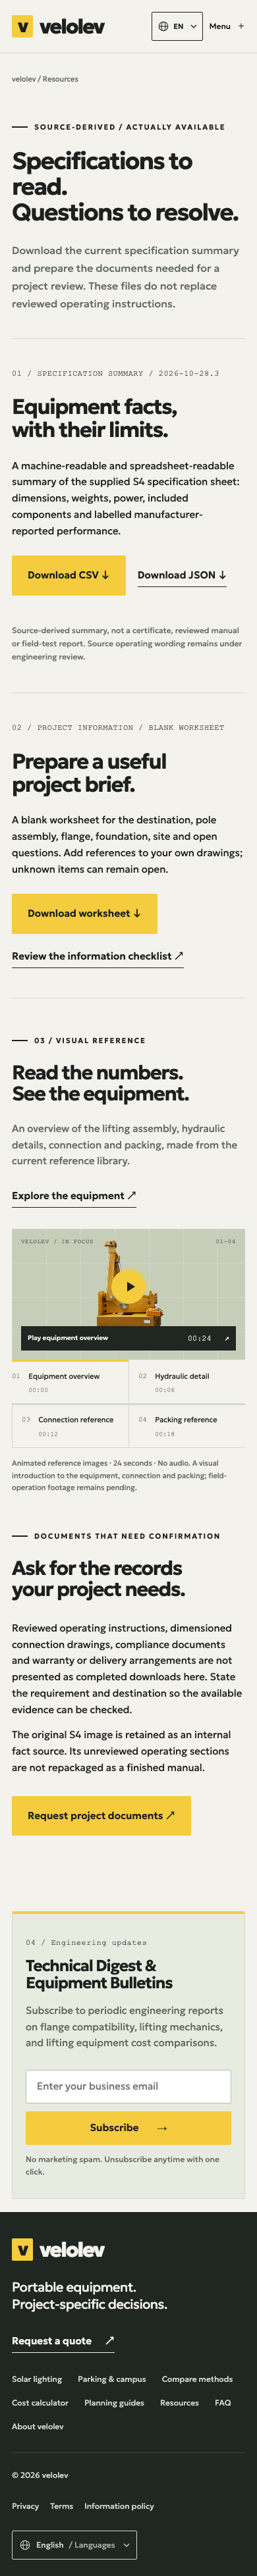 v velolev
EN
Menu +
velolev / Resources
SOURCE-DERIVED / ACTUALLY AVAILABLE
Specifications to
read.
Questions to resolve.
Download the current specification summary
and prepare the documents needed for a
project review. These files do not replace
reviewed operating instructions.
01 / SPECIFICATION SUMMARY / 2026-10-28.3
Equipment facts,
with their limits.
A machine-readable and spreadsheet-readable
summary of the supplied S4 specification sheet:
dimensions, weights, power, included
components and labelled manufacturer-
reported performance.
Download CSV ↓
Download JSON ↓
Source-derived summary, not a certificate, reviewed manual
or field-test report. Source operating wording remains under
engineering review.
02 / PROJECT INFORMATION / BLANK WORKSHEET
Prepare a useful
project brief.
A blank worksheet for the destination, pole
assembly, flange, foundation, site and open
questions. Add references to your own drawings;
unknown items can remain open.
Download worksheet ↓
Review the information checklist ↗
03 / VISUAL REFERENCE
Read the numbers.
See the equipment.
An overview of the lifting assembly, hydraulic
details, connection and packing, made from the
current reference library.
Explore the equipment ↗
VELOLEV / IN FOCUS
01—04
Play equipment overview
00:24 ↗
01 Equipment overview
00:00
02 Hydraulic detail
00:06
03 Connection reference
00:12
04 Packing reference
00:18
Animated reference images · 24 seconds · No audio. A visual
introduction to the equipment, connection and packing; field-
operation footage remains pending.
DOCUMENTS THAT NEED CONFIRMATION
Ask for the records
your project needs.
Reviewed operating instructions, dimensioned
connection drawings, compliance documents
and warranty or delivery arrangements are not
presented as completed downloads here. State
the requirement and destination so the available
evidence can be checked.
The original S4 image is retained as an internal
fact source. Its unreviewed operating sections
are not repackaged as a finished manual.
Request project documents ↗
04 / Engineering updates
Technical Digest &
Equipment Bulletins
Subscribe to periodic engineering reports
on flange compatibility, lifting mechanics,
and lifting equipment cost comparisons.
Enter your business email
Subscribe →
No marketing spam. Unsubscribe anytime with one
click.
v velolev
Portable equipment.
Project-specific decisions.
Request a quote ↗
Solar lighting
Parking & campus
Compare methods
Cost calculator
Planning guides
Resources
FAQ
About velolev
© 2026 velolev
Privacy
Terms
Information policy
English / Languages